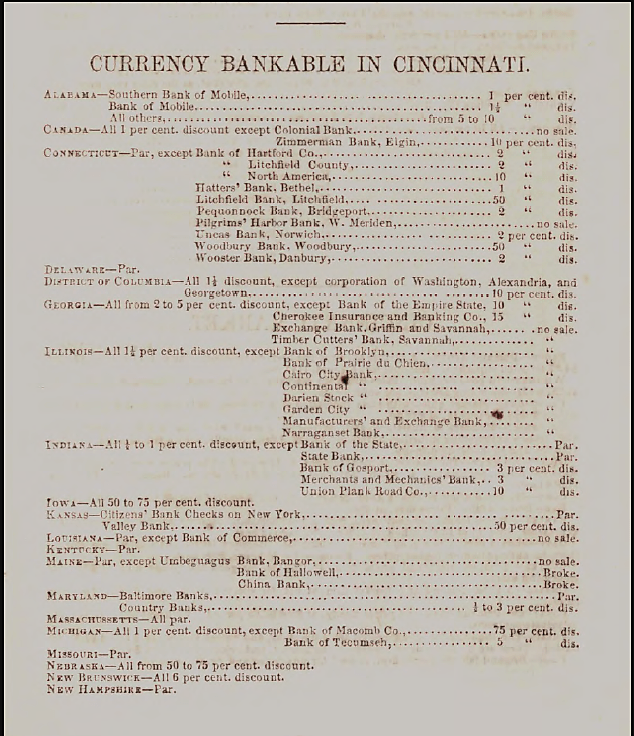 CURRENCY BANKABLE IN CINCINNATI.
ALABAMA—Southern Bank of Mobile,........ 1 per cent. dis.
Bank of Mobile........ 1½ “ dis.
All others,........from 5 to 10 “ dis.
CANADA—All 1 per cent. discount except Colonial Bank........no sale.
Zimmerman Bank, Elgin,........10 per cent. dis.
CONNECTICUT—Par, except Bank of Hartford Co.,........ 2 “ dis.
“ Litchfield County,........ 2 “ dis.
“ North America,........10 “ dis.
Hatters' Bank, Bethel,........ 1 “ dis.
Litchfield Bank, Litchfield,........50 “ dis.
Pequonnock Bank, Bridgeport,........ 2 “ dis.
Pilgrims' Harbor Bank, W. Meriden,........no sale.
Uncas Bank, Norwich........ 2 per cent. dis.
Woodbury Bank, Woodbury,........50 “ dis.
Wooster Bank, Danbury,........ 2 “ dis.
DELAWARE—Par.
DISTRICT OF COLUMBIA—All 1½ discount, except corporation of Washington, Alexandria, and
Georgetown,........10 per cent. dis.
GEORGIA—All from 2 to 5 per cent. discount, except Bank of the Empire State, 10 “ dis.
Cherokee Insurance and Banking Co., 15 “ dis.
Exchange Bank, Griffin and Savannah,........no sale.
Timber Cutters' Bank, Savannah,........ “
ILLINOIS—All 1½ per cent. discount, except Bank of Brooklyn,........ “
Bank of Prairie du Chien,........ “
Cairo City Bank,........ “
Continental “ ........ “
Darien Stock “ ........ “
Garden City “ ........ “
Manufacturers' and Exchange Bank,........ “
Narraganset Bank,........ “
INDIANA—All ½ to 1 per cent. discount, except Bank of the State,........Par.
State Bank,........Par.
Bank of Gosport,........ 3 per cent. dis.
Merchants and Mechanics' Bank,.. 3 “ dis.
Union Plank Road Co.,........10 “ dis.
IOWA—All 50 to 75 per cent. discount.
KANSAS—Citizens' Bank Checks on New York,........Par.
Valley Bank,........50 per cent. dis.
LOUISIANA—Par, except Bank of Commerce,........no sale.
KENTUCKY—Par.
MAINE—Par, except Umbeguagus Bank, Bangor,........no sale.
Bank of Hallowell,........Broke.
China Bank,........Broke.
MARYLAND—Baltimore Banks,........Par.
Country Banks,........ to 3 per cent. dis.
MASSACHUSSETTS—All par.
MICHIGAN—All 1 per cent. discount, except Bank of Macomb Co.,........75 per cent. dis.
Bank of Tecumseh,........ 5 “ dis.
MISSOURI—Par.
NEBRASKA—All from 50 to 75 per cent. discount.
NEW BRUNSWICK—All 6 per cent. discount.
NEW HAMPSHIRE—Par.